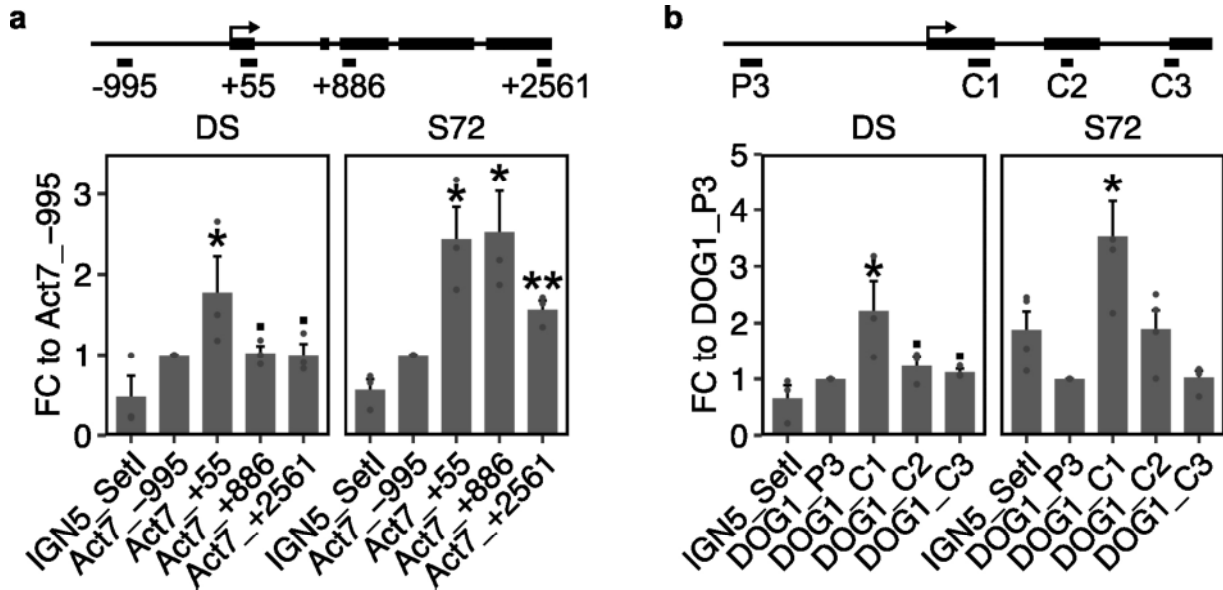 a
-995 +55 +886 +2561
DS S72
FC to Act7_-995
3
2
1
0
* * * **
IGN5_SetI
Act7_-995
Act7_+55
Act7_+886
Act7_+2561
IGN5_SetI
Act7_-995
Act7_+55
Act7_+886
Act7_+2561
b
P3 C1 C2 C3
DS S72
FC to DOG1_P3
5
4
3
2
1
0
* *
IGN5_SetI
DOG1_P3
DOG1_C1
DOG1_C2
DOG1_C3
IGN5_SetI
DOG1_P3
DOG1_C1
DOG1_C2
DOG1_C3